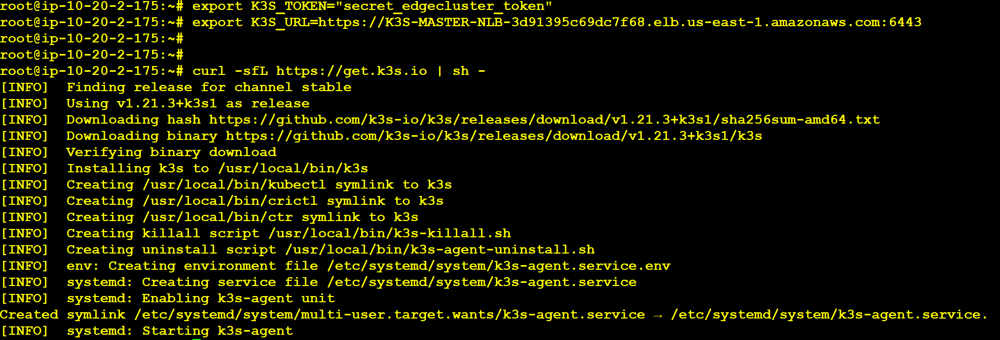 root@ip-10-20-2-175:~# export K3S_TOKEN="secret_edgecluster_token"
root@ip-10-20-2-175:~# export K3S_URL=https://K3S-MASTER-NLB-3d91395c69dc7f68.elb.us-east-1.amazonaws.com:6443
root@ip-10-20-2-175:~#
root@ip-10-20-2-175:~#
root@ip-10-20-2-175:~# curl -sfL https://get.k3s.io | sh -
[INFO]  Finding release for channel stable
[INFO]  Using v1.21.3+k3s1 as release
[INFO]  Downloading hash https://github.com/k3s-io/k3s/releases/download/v1.21.3+k3s1/sha256sum-amd64.txt
[INFO]  Downloading binary https://github.com/k3s-io/k3s/releases/download/v1.21.3+k3s1/k3s
[INFO]  Verifying binary download
[INFO]  Installing k3s to /usr/local/bin/k3s
[INFO]  Creating /usr/local/bin/kubectl symlink to k3s
[INFO]  Creating /usr/local/bin/crictl symlink to k3s
[INFO]  Creating /usr/local/bin/ctr symlink to k3s
[INFO]  Creating killall script /usr/local/bin/k3s-killall.sh
[INFO]  Creating uninstall script /usr/local/bin/k3s-agent-uninstall.sh
[INFO]  env: Creating environment file /etc/systemd/system/k3s-agent.service.env
[INFO]  systemd: Creating service file /etc/systemd/system/k3s-agent.service
[INFO]  systemd: Enabling k3s-agent unit
Created symlink /etc/systemd/system/multi-user.target.wants/k3s-agent.service → /etc/systemd/system/k3s-agent.service.
[INFO]  systemd: Starting k3s-agent